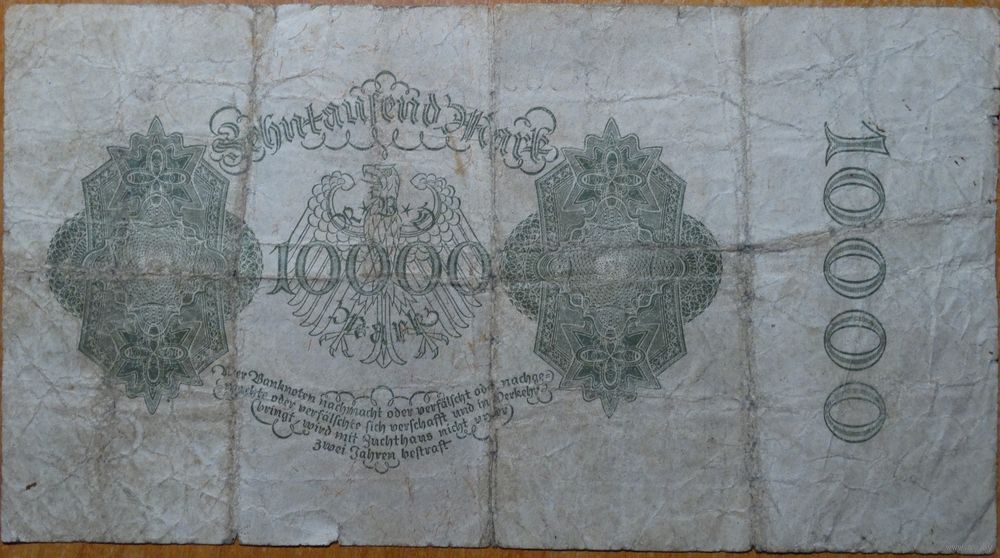 Zehntausend Mark
R B D
10000
Mark
Wer Banknoten nachmacht oder verfälscht oder nachge=
machte oder verfälschte sich verschafft und in Verkehr
bringt, wird mit Zuchthaus nicht unter
zwei Jahren bestraft
10000